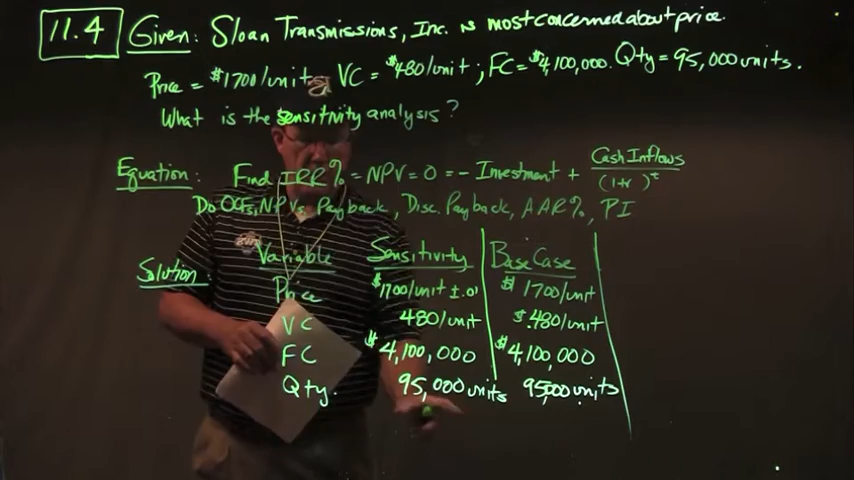 11.4 Given: Sloan Transmissions, Inc. is most concerned about price.
Price = $1700/units VC = $480/unit ; FC = $4,100,000. Qty = 95,000 units.
What is the sensitivity analysis?
Equation: Find IRR% = NPV = 0 = - Investment + Cash Inflows / (1+r)^t
Do OCFs, NPVs, Payback, Disc. Payback, AAR%, PI
Solution: Variable Sensitivity Base Case
Price $1700/unit ±.01 $1700/unit
VC 480/unit $.480/unit
FC $4,100,000 $4,100,000
Qty. 95,000 units 95,000 units